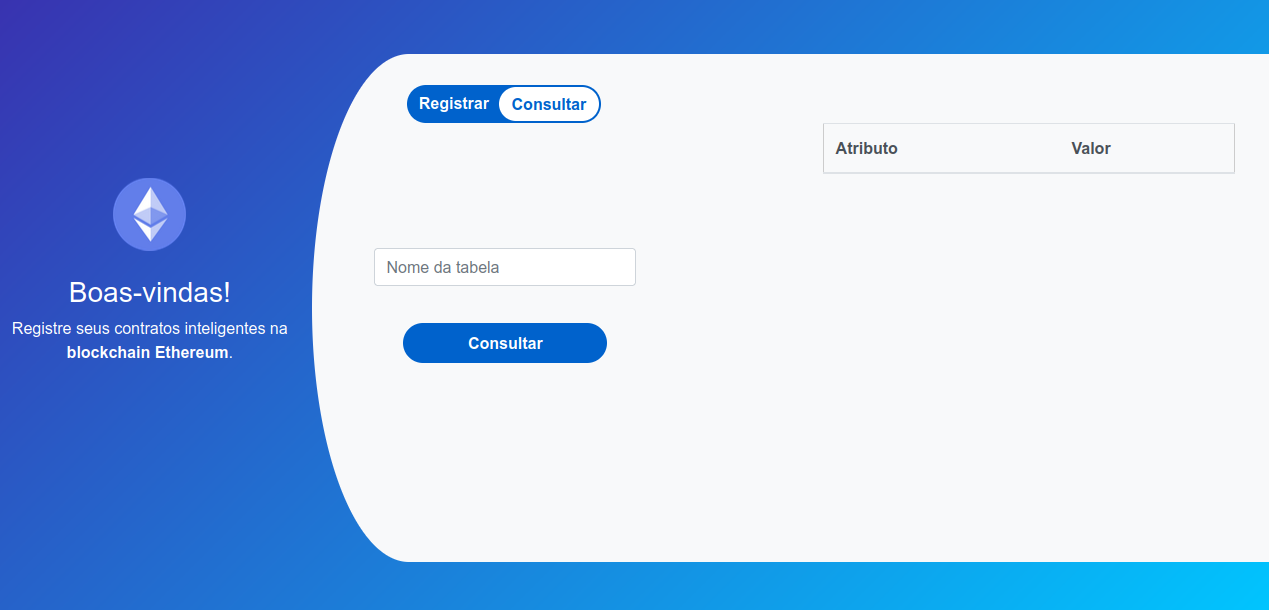 Registrar Consultar
Atributo Valor
Nome da tabela
Boas-vindas!
Registre seus contratos inteligentes na
blockchain Ethereum.
Consultar